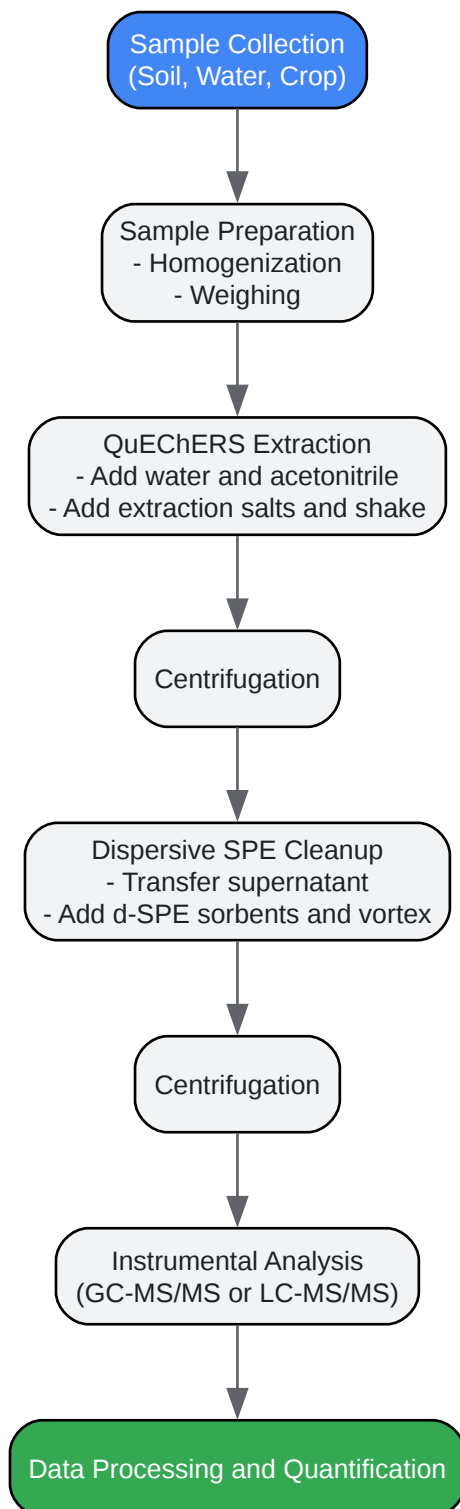 Sample Collection
(Soil, Water, Crop)
Sample Preparation
- Homogenization
- Weighing
QuEChERS Extraction
- Add water and acetonitrile
- Add extraction salts and shake
Centrifugation
Dispersive SPE Cleanup
- Transfer supernatant
- Add d-SPE sorbents and vortex
Centrifugation
Instrumental Analysis
(GC-MS/MS or LC-MS/MS)
Data Processing and Quantification